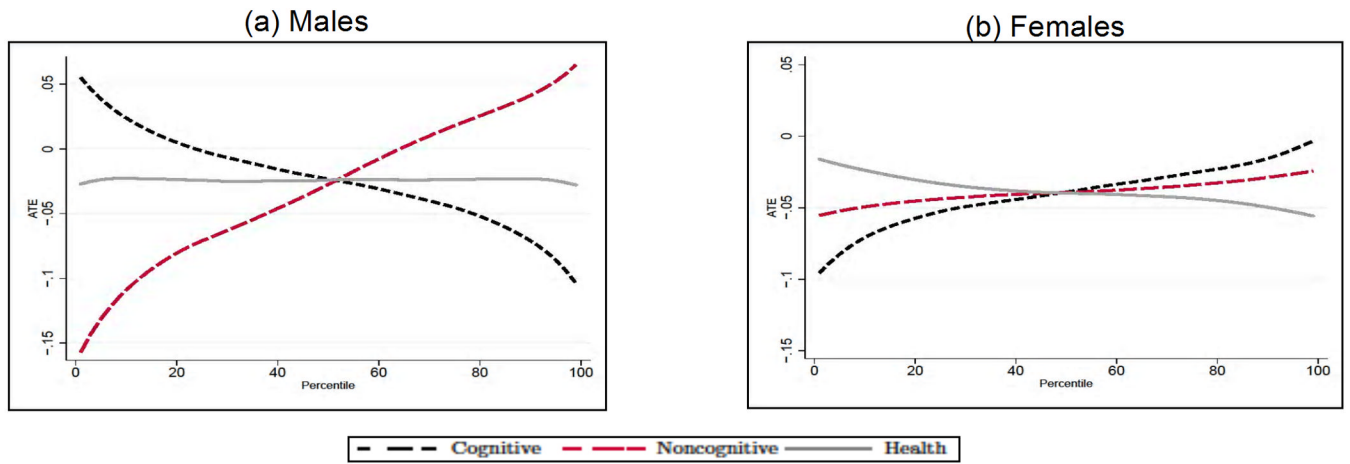 (a) Males
(b) Females
.05
0
-.05
-.1
-.15
ATE
0 20 40 60 80 100
Percentile
.05
0
-.05
-.1
-.15
ATE
0 20 40 60 80 100
Percentile
Cognitive Noncognitive Health